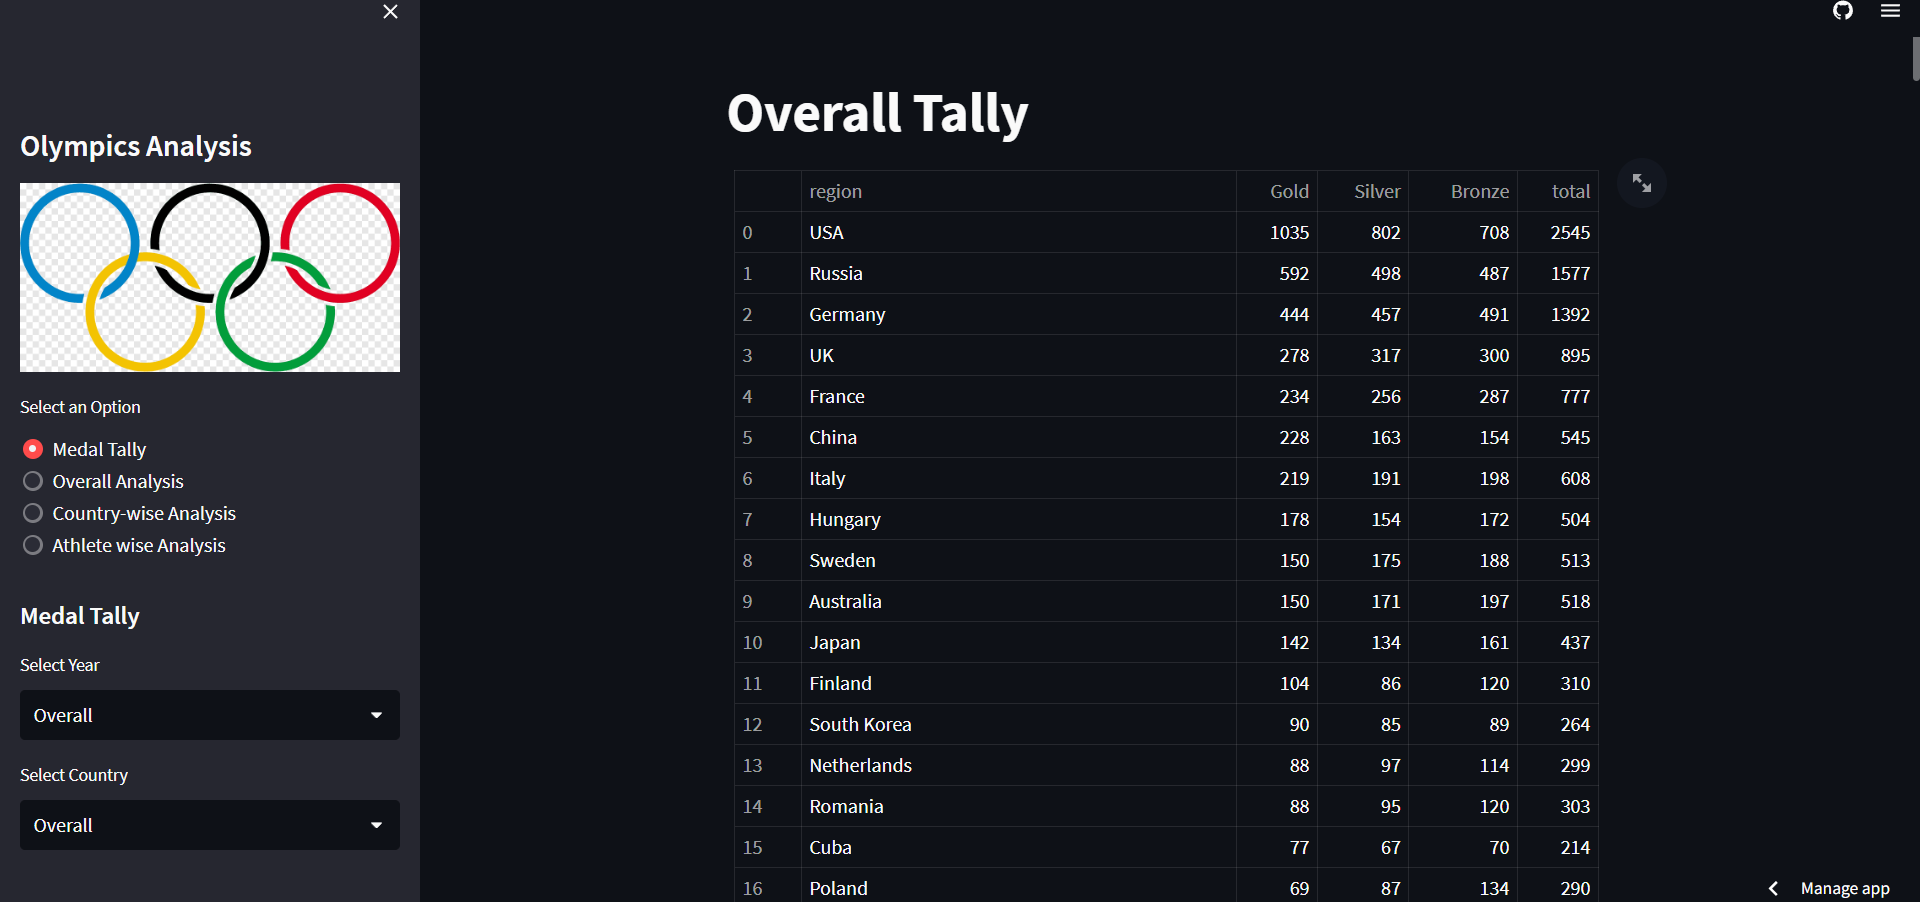 Olympics Analysis
Select an Option
Medal Tally
Overall Analysis
Country-wise Analysis
Athlete wise Analysis
Medal Tally
Select Year
Overall
Select Country
Overall
Overall Tally
region Gold Silver Bronze total
0 USA 1035 802 708 2545
1 Russia 592 498 487 1577
2 Germany 444 457 491 1392
3 UK 278 317 300 895
4 France 234 256 287 777
5 China 228 163 154 545
6 Italy 219 191 198 608
7 Hungary 178 154 172 504
8 Sweden 150 175 188 513
9 Australia 150 171 197 518
10 Japan 142 134 161 437
11 Finland 104 86 120 310
12 South Korea 90 85 89 264
13 Netherlands 88 97 114 299
14 Romania 88 95 120 303
15 Cuba 77 67 70 214
16 Poland 69 87 134 290
Manage app